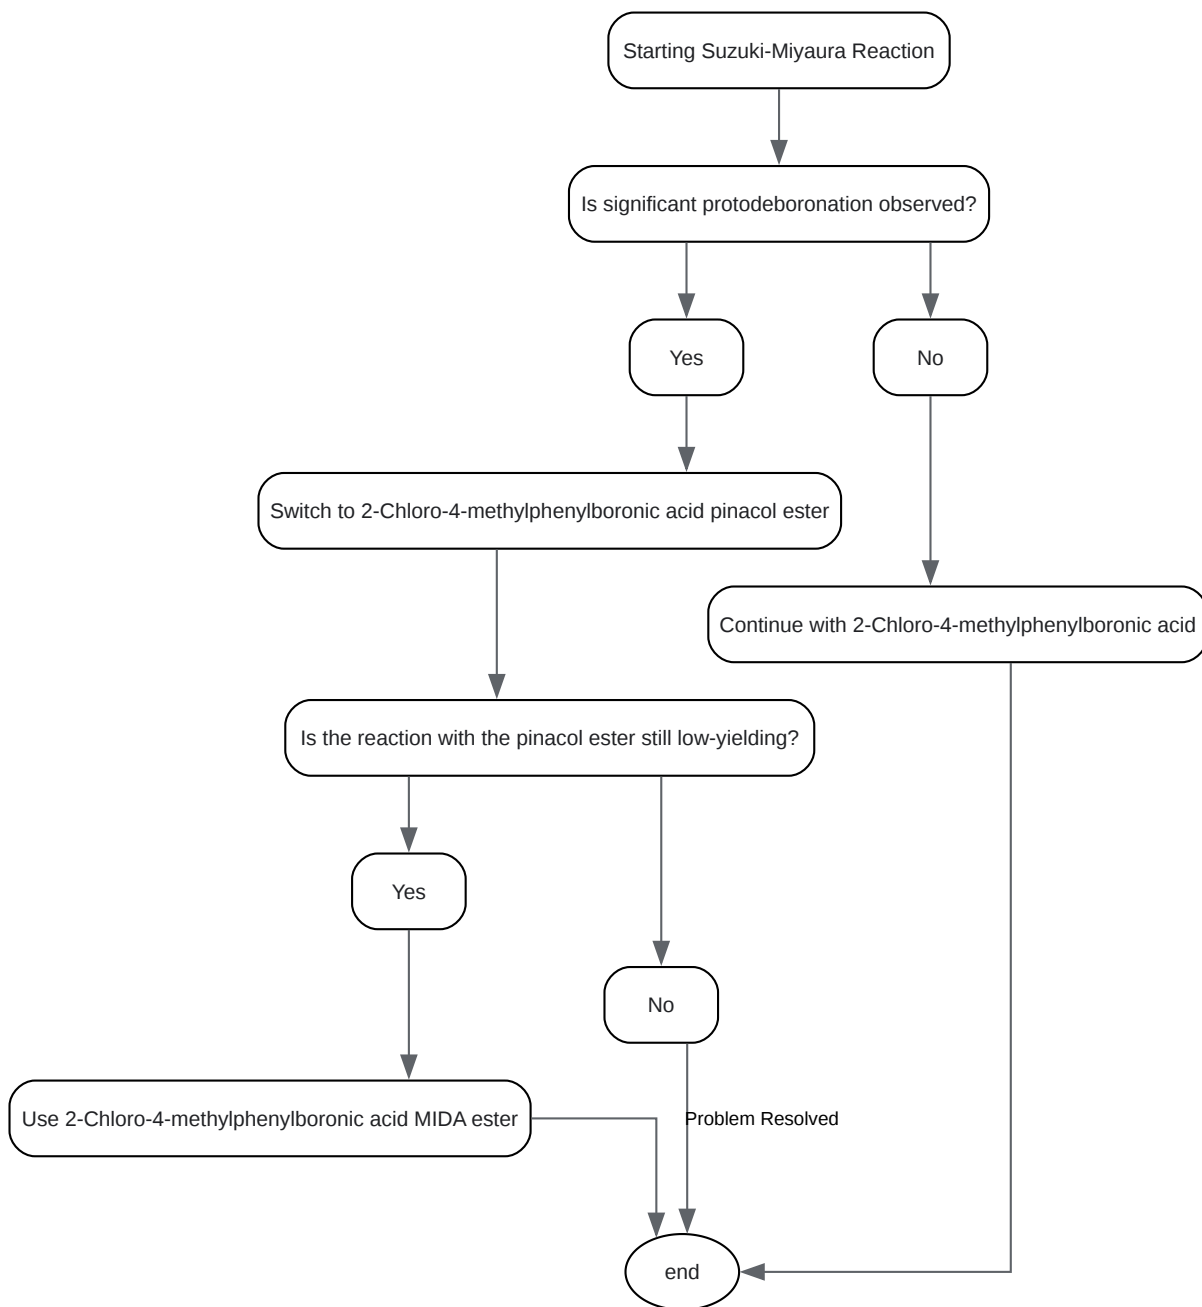 Starting Suzuki-Miyaura Reaction
Is significant protodeboronation observed?
Yes
No
Switch to 2-Chloro-4-methylphenylboronic acid pinacol ester
Continue with 2-Chloro-4-methylphenylboronic acid
Is the reaction with the pinacol ester still low-yielding?
Yes
No
Use 2-Chloro-4-methylphenylboronic acid MIDA ester
Problem Resolved
end